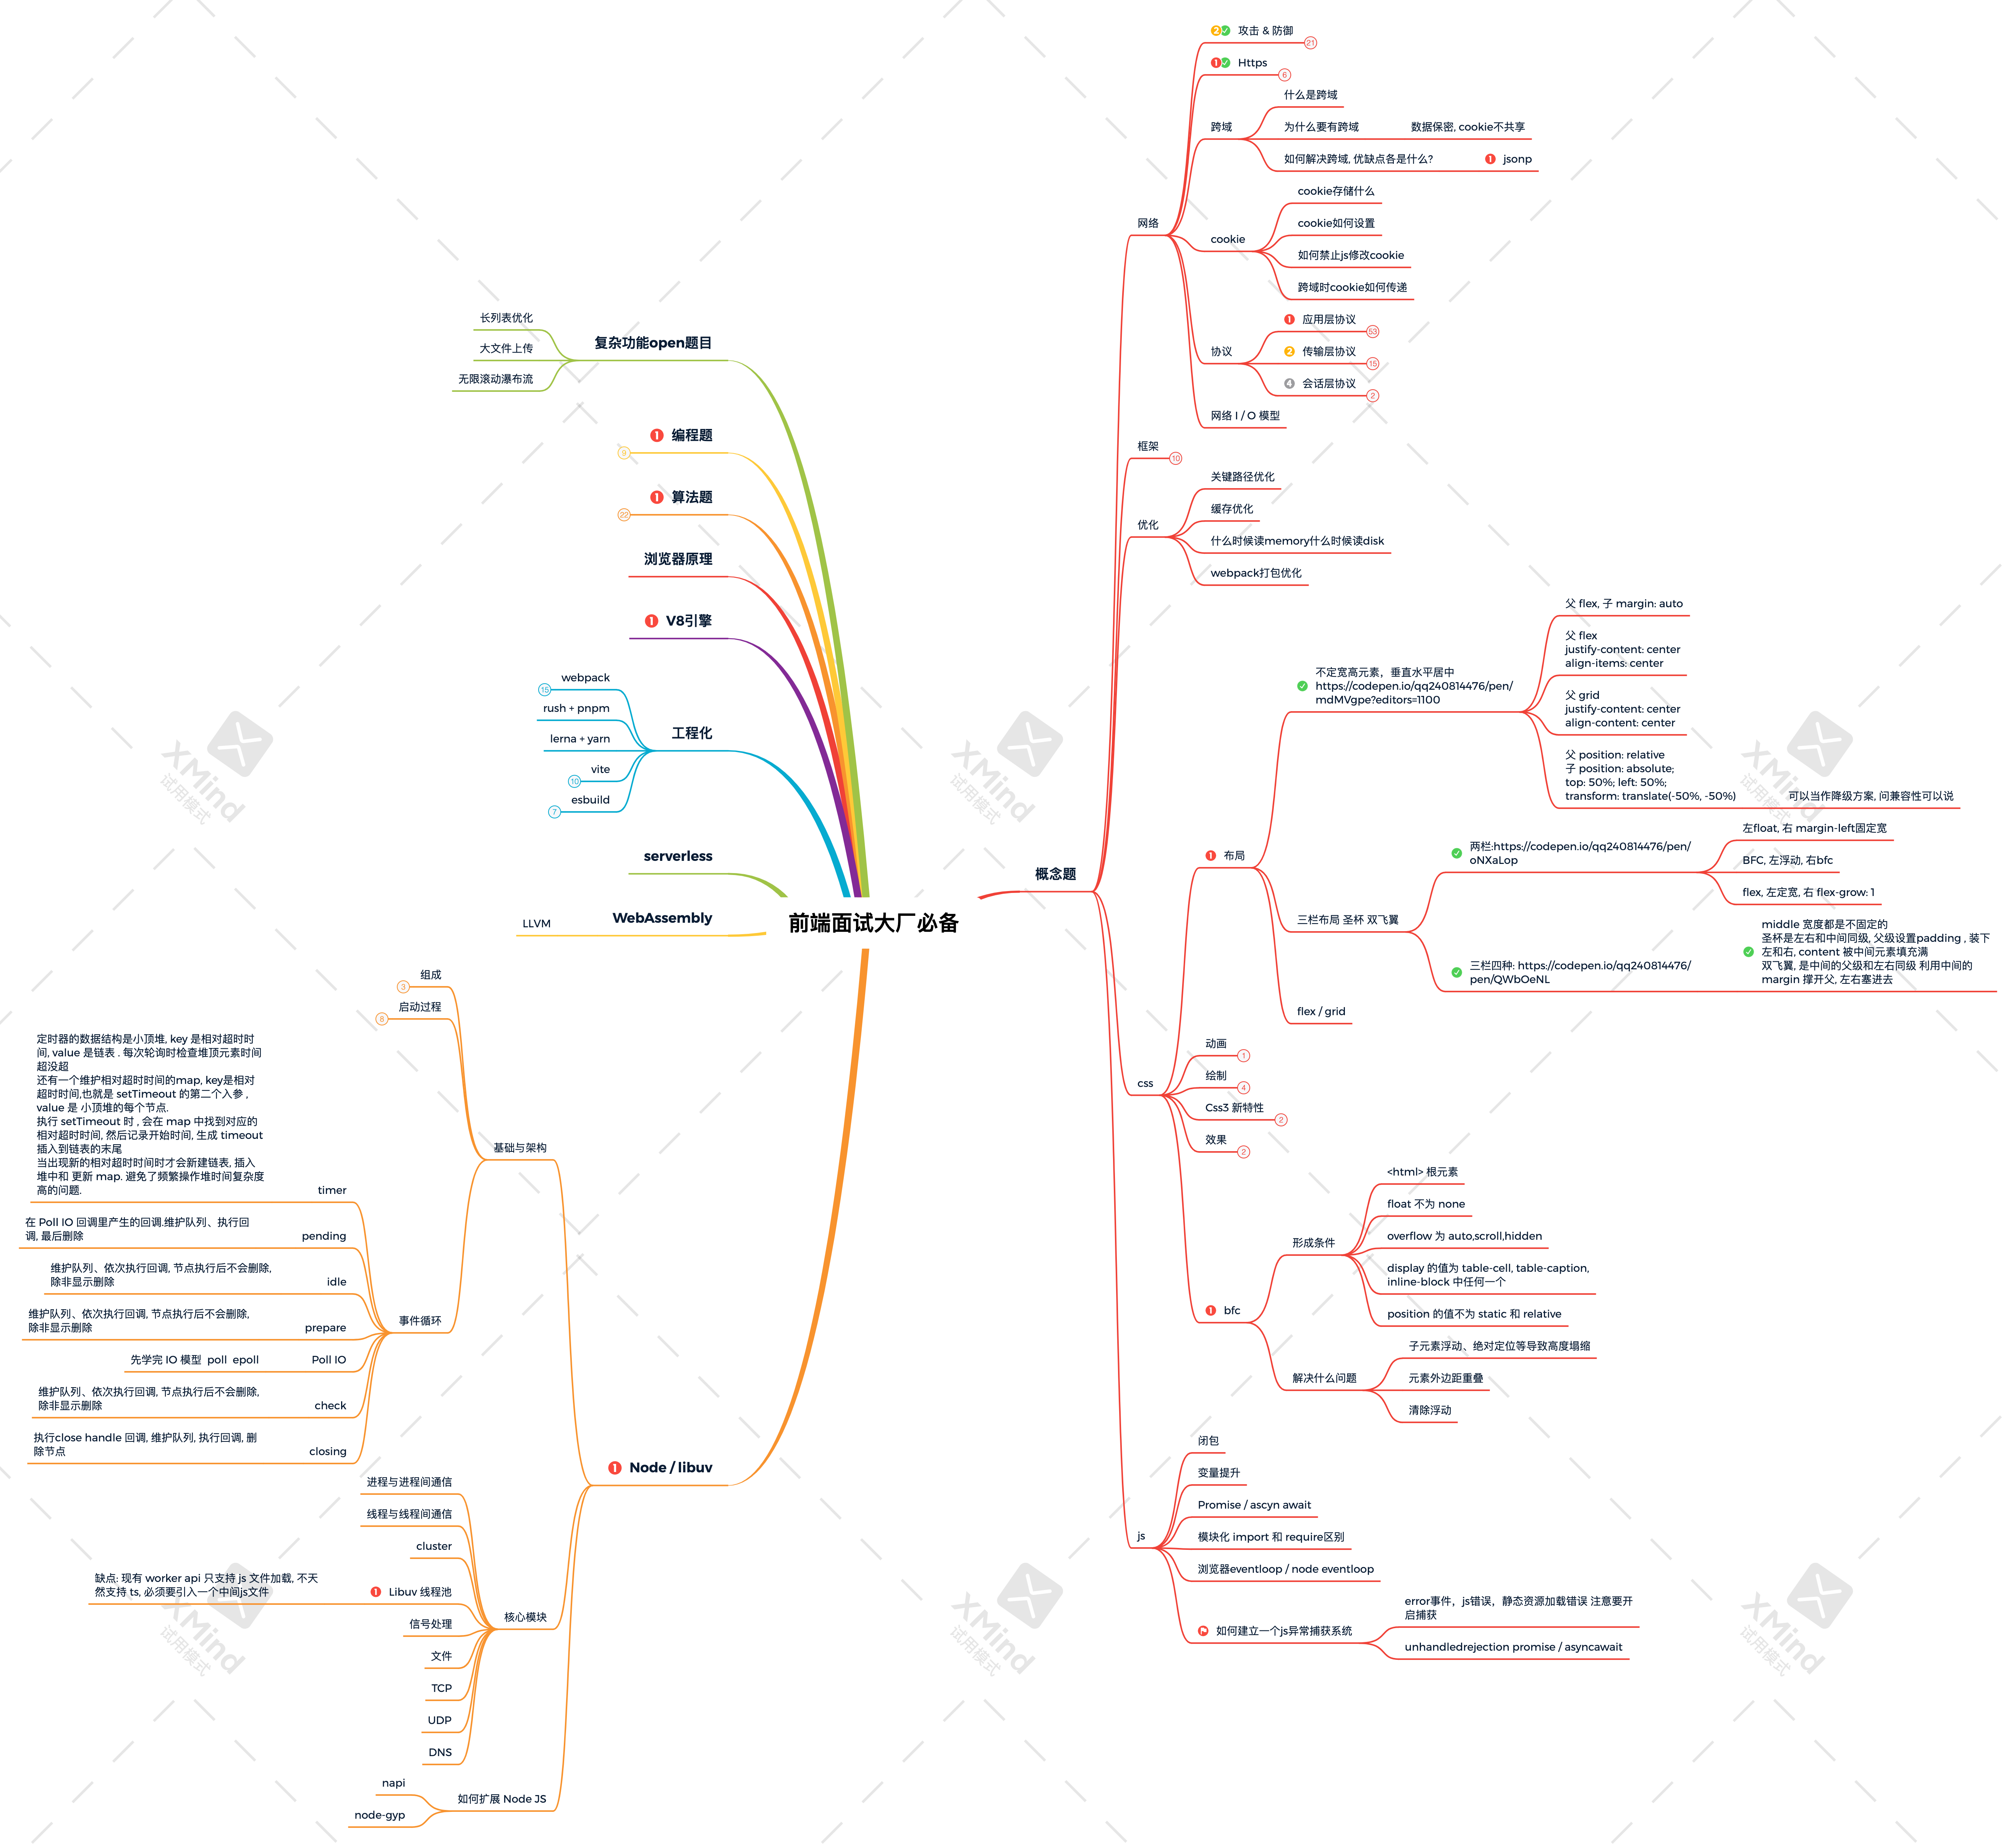 前端面试大厂必备
概念题
网络
2 攻击 & 防御 21
1 Https 6
跨域
什么是跨域
为什么要有跨域
数据保密, cookie不共享
如何解决跨域, 优缺点各是什么?
1 jsonp
cookie
cookie存储什么
cookie如何设置
如何禁止js修改cookie
跨域时cookie如何传递
协议
1 应用层协议 53
2 传输层协议 15
4 会话层协议 2
网络 I / O 模型
框架 10
优化
关键路径优化
缓存优化
什么时候读memory什么时候读disk
webpack打包优化
css
1 布局
不定宽高元素，垂直水平居中
https://codepen.io/qq240814476/pen/
mdMVgpe?editors=1100
父 flex, 子 margin: auto
父 flex
justify-content: center
align-items: center
父 grid
justify-content: center
align-content: center
父 position: relative
子 position: absolute;
top: 50%; left: 50%;
transform: translate(-50%, -50%)
可以当作降级方案, 问兼容性可以说
三栏布局 圣杯 双飞翼
两栏:https://codepen.io/qq240814476/pen/
oNXaLop
左float, 右 margin-left固定宽
BFC, 左浮动, 右bfc
flex, 左定宽, 右 flex-grow: 1
三栏四种: https://codepen.io/qq240814476/
pen/QWbOeNL
middle 宽度都是不固定的
圣杯是左右和中间同级, 父级设置padding , 装下
左和右, content 被中间元素填充满
双飞翼, 是中间的父级和左右同级 利用中间的
margin 撑开父, 左右塞进去
flex / grid
动画 1
绘制 4
Css3 新特性 2
效果 2
1 bfc
形成条件
<html> 根元素
float 不为 none
overflow 为 auto,scroll,hidden
display 的值为 table-cell, table-caption,
inline-block 中任何一个
position 的值不为 static 和 relative
解决什么问题
子元素浮动、绝对定位等导致高度塌缩
元素外边距重叠
清除浮动
js
闭包
变量提升
Promise / ascyn await
模块化 import 和 require区别
浏览器eventloop / node eventloop
如何建立一个js异常捕获系统
error事件，js错误，静态资源加载错误 注意要开
启捕获
unhandledrejection promise / asyncawait
复杂功能open题目
长列表优化
大文件上传
无限滚动瀑布流
1 编程题
9
1 算法题
22
浏览器原理
1 V8引擎
工程化
webpack
15
rush + pnpm
lerna + yarn
vite
10
esbuild
7
serverless
WebAssembly
LLVM
1 Node / libuv
基础与架构
组成
3
启动过程
8
事件循环
timer
定时器的数据结构是小顶堆, key 是相对超时时
间, value 是链表 . 每次轮询时检查堆顶元素时间
超没超
还有一个维护相对超时时间的map, key是相对
超时时间,也就是 setTimeout 的第二个入参 ,
value 是 小顶堆的每个节点.
执行 setTimeout 时 , 会在 map 中找到对应的
相对超时时间, 然后记录开始时间, 生成 timeout
插入到链表的末尾
当出现新的相对超时时间时才会新建链表, 插入
堆中和 更新 map. 避免了频繁操作堆时间复杂度
高的问题.
pending
在 Poll IO 回调里产生的回调.维护队列、执行回
调, 最后删除
idle
维护队列、依次执行回调, 节点执行后不会删除,
除非显示删除
prepare
维护队列、依次执行回调, 节点执行后不会删除,
除非显示删除
Poll IO
先学完 IO 模型 poll epoll
check
维护队列、依次执行回调, 节点执行后不会删除,
除非显示删除
closing
执行close handle 回调, 维护队列, 执行回调, 删
除节点
核心模块
进程与进程间通信
线程与线程间通信
cluster
1 Libuv 线程池
缺点: 现有 worker api 只支持 js 文件加载, 不天
然支持 ts, 必须要引入一个中间js文件
信号处理
文件
TCP
UDP
DNS
如何扩展 Node JS
napi
node-gyp
XMind
试用模式
XMind
试用模式
XMind
试用模式
XMind
试用模式
XMind
试用模式
XMind
试用模式